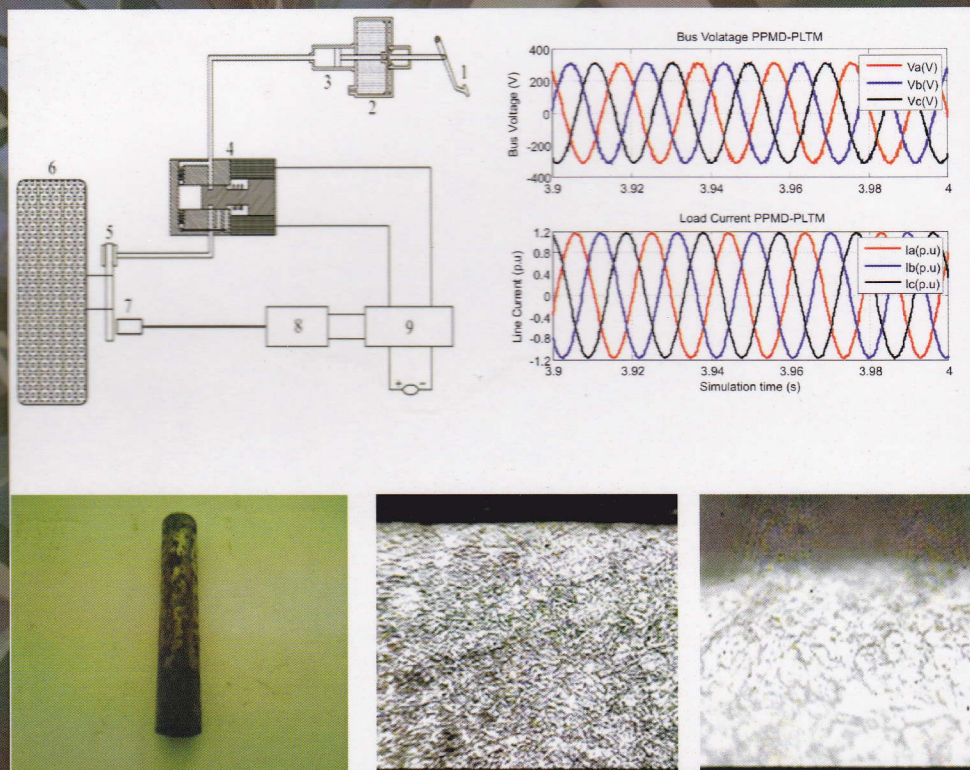 1
2
3
4
5
6
7
8
9
+ −
Bus Volatage PPMD-PLTM
Bus Voltage (V)
400
200
0
-200
-400
3.9 3.92 3.94 3.96 3.98 4
Va(V)
Vb(V)
Vc(V)
Load Current PPMD-PLTM
Line Current (p.u)
1.2
0.8
0.4
0
-0.4
-0.8
-1.2
3.9 3.92 3.94 3.96 3.98 4
Simulation time (s)
Ia(p.u)
Ib(p.u)
Ic(p.u)